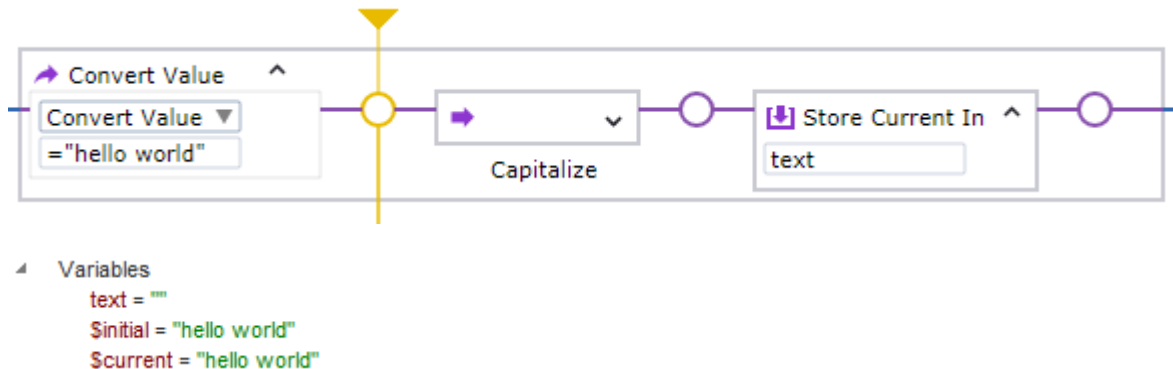 Convert Value
Convert Value
="hello world"
Capitalize
Store Current In
text
Variables
text = ""
$initial = "hello world"
$current = "hello world"